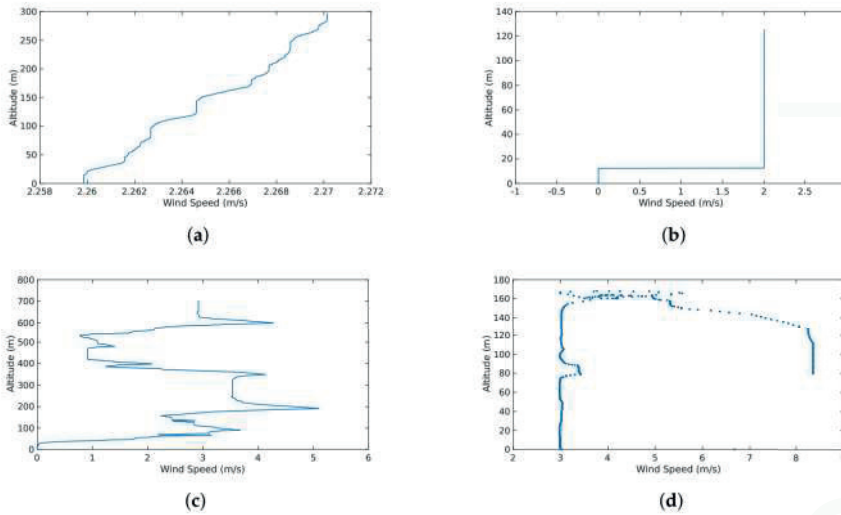 300
250
200
150
100
50
0
Altitude (m)
2.258 2.26 2.262 2.264 2.266 2.268 2.27 2.272
Wind Speed (m/s)
(a)
140
120
100
80
60
40
20
0
Altitude (m)
-1 -0.5 0 0.5 1 1.5 2 2.5
Wind Speed (m/s)
(b)
800
700
600
500
400
300
200
100
0
Altitude (m)
0 1 2 3 4 5 6
Wind Speed (m/s)
(c)
180
160
140
120
100
80
60
40
20
0
Altitude (m)
2 3 4 5 6 7 8
Wind Speed (m/s)
(d)